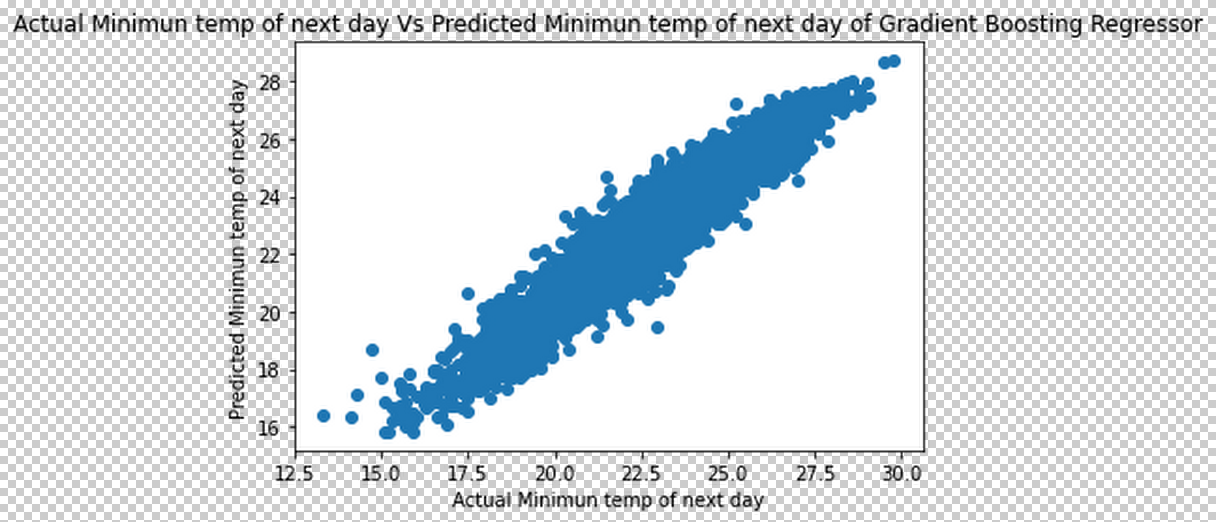 Actual Minimun temp of next day Vs Predicted Minimun temp of next day of Gradient Boosting Regressor
Predicted Minimun temp of next day
28
26
24
22
20
18
16
12.5 15.0 17.5 20.0 22.5 25.0 27.5 30.0
Actual Minimun temp of next day